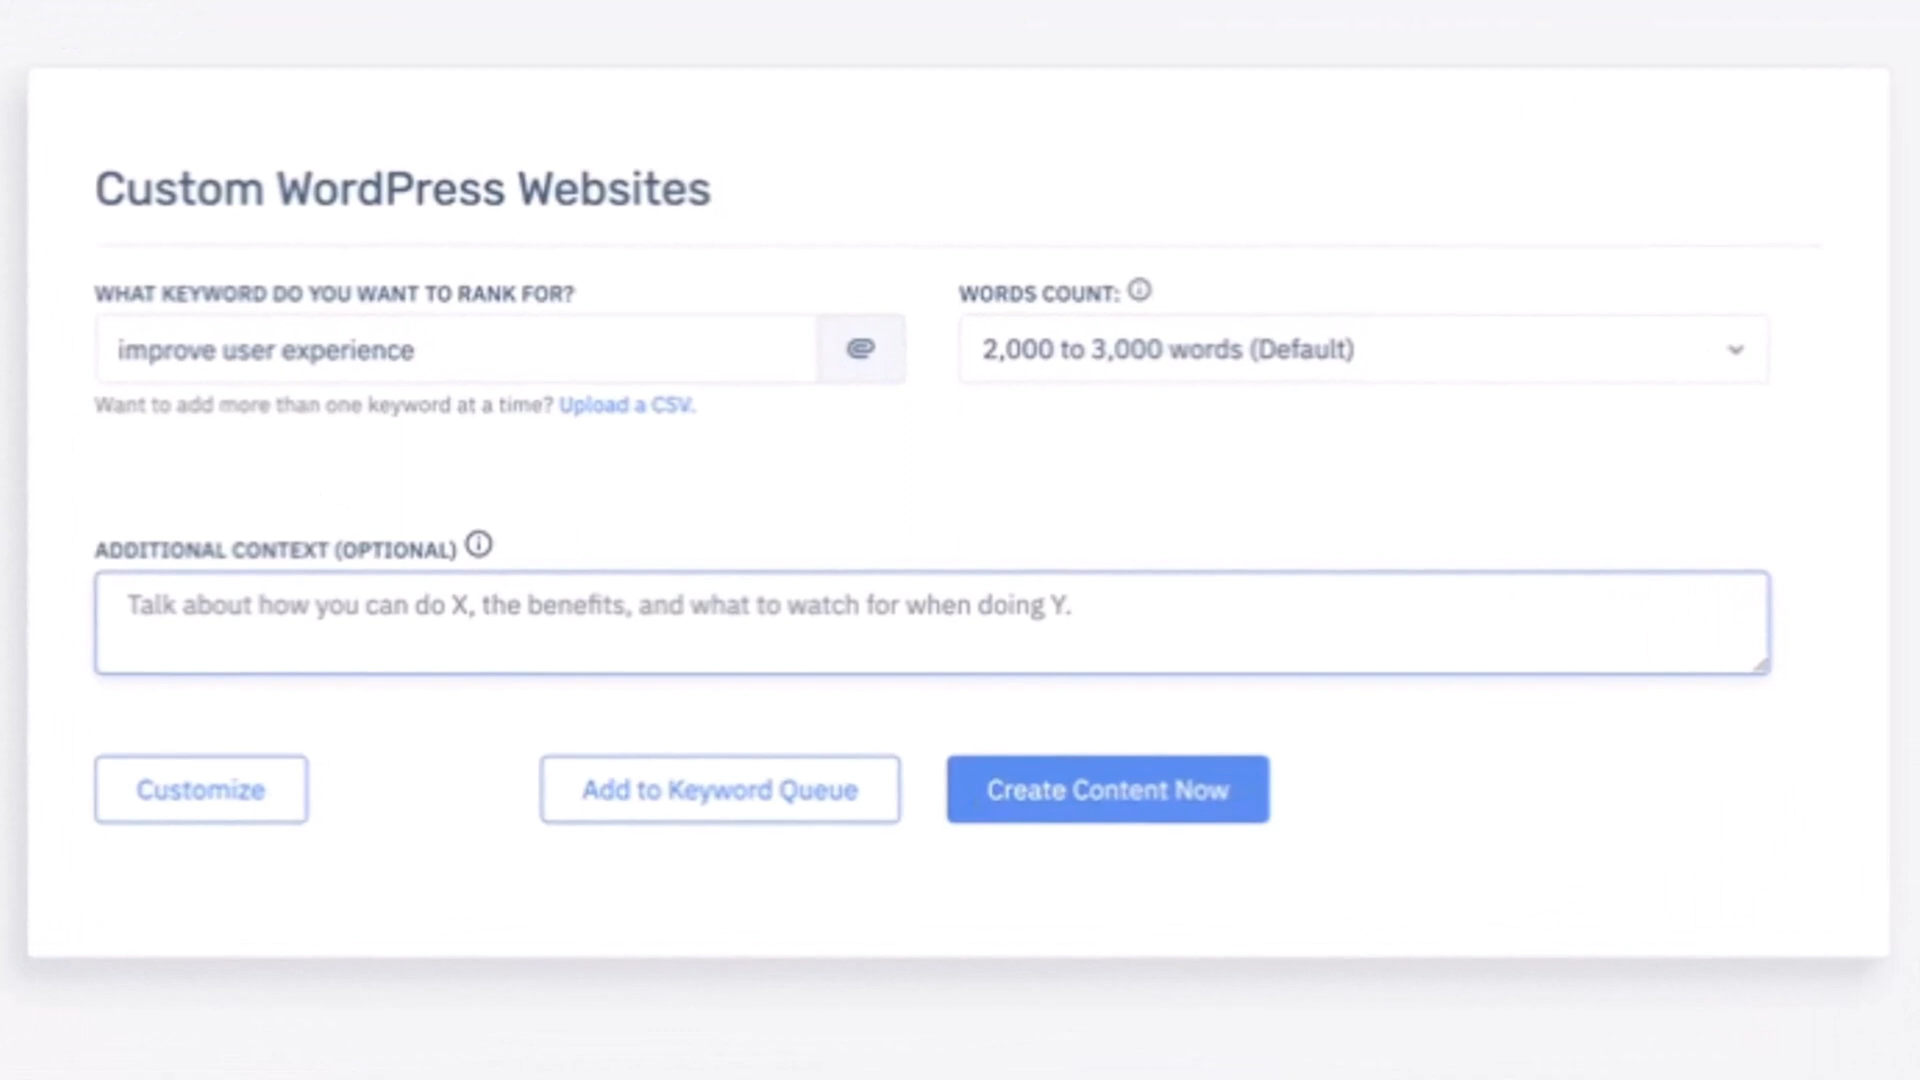 Custom WordPress Websites
WHAT KEYWORD DO YOU WANT TO RANK FOR?
WORDS COUNT:
improve user experience
2,000 to 3,000 words (Default)
Want to add more than one keyword at a time? Upload a CSV.
ADDITIONAL CONTEXT (OPTIONAL)
Talk about how you can do X, the benefits, and what to watch for when doing Y.
Customize
Add to Keyword Queue
Create Content Now